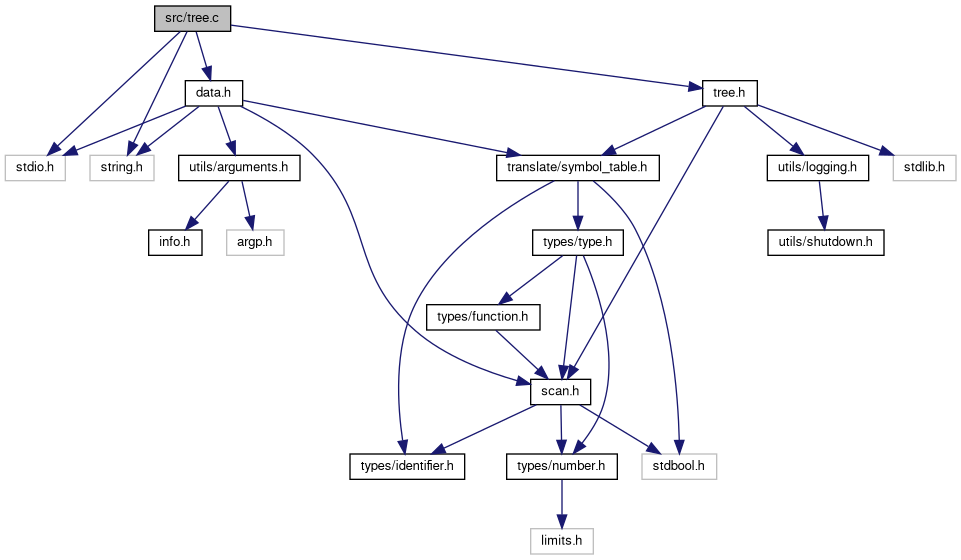 src/tree.c
data.h
tree.h
stdio.h
string.h
utils/arguments.h
translate/symbol_table.h
utils/logging.h
stdlib.h
info.h
argp.h
types/type.h
utils/shutdown.h
types/function.h
scan.h
types/identifier.h
types/number.h
stdbool.h
limits.h